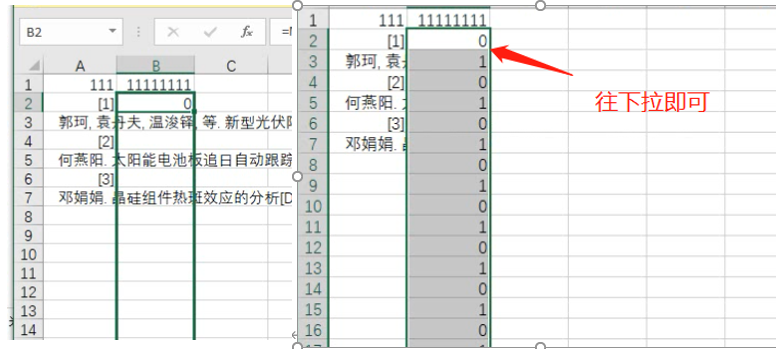 B2 fx =
A B C
1 111 11111111
2 [1] 0
3 郭珂, 袁丹夫, 温浚铎, 等. 新型光伏阵
4 [2]
5 何燕阳. 太阳能电池板追日自动跟踪
6 [3]
7 邓娟娟. 晶硅组件热斑效应的分析[D
8
9
10
11
12
13
14
1 111 11111111
2 [1] 0
3 郭珂, 袁 1
4 [2] 0
5 何燕阳. 1
6 [3] 0
7 邓娟娟. 1
8 0
9 1
10 0
11 1
12 0
13 1
14 0
15 1
16 0
17 1
往下拉即可